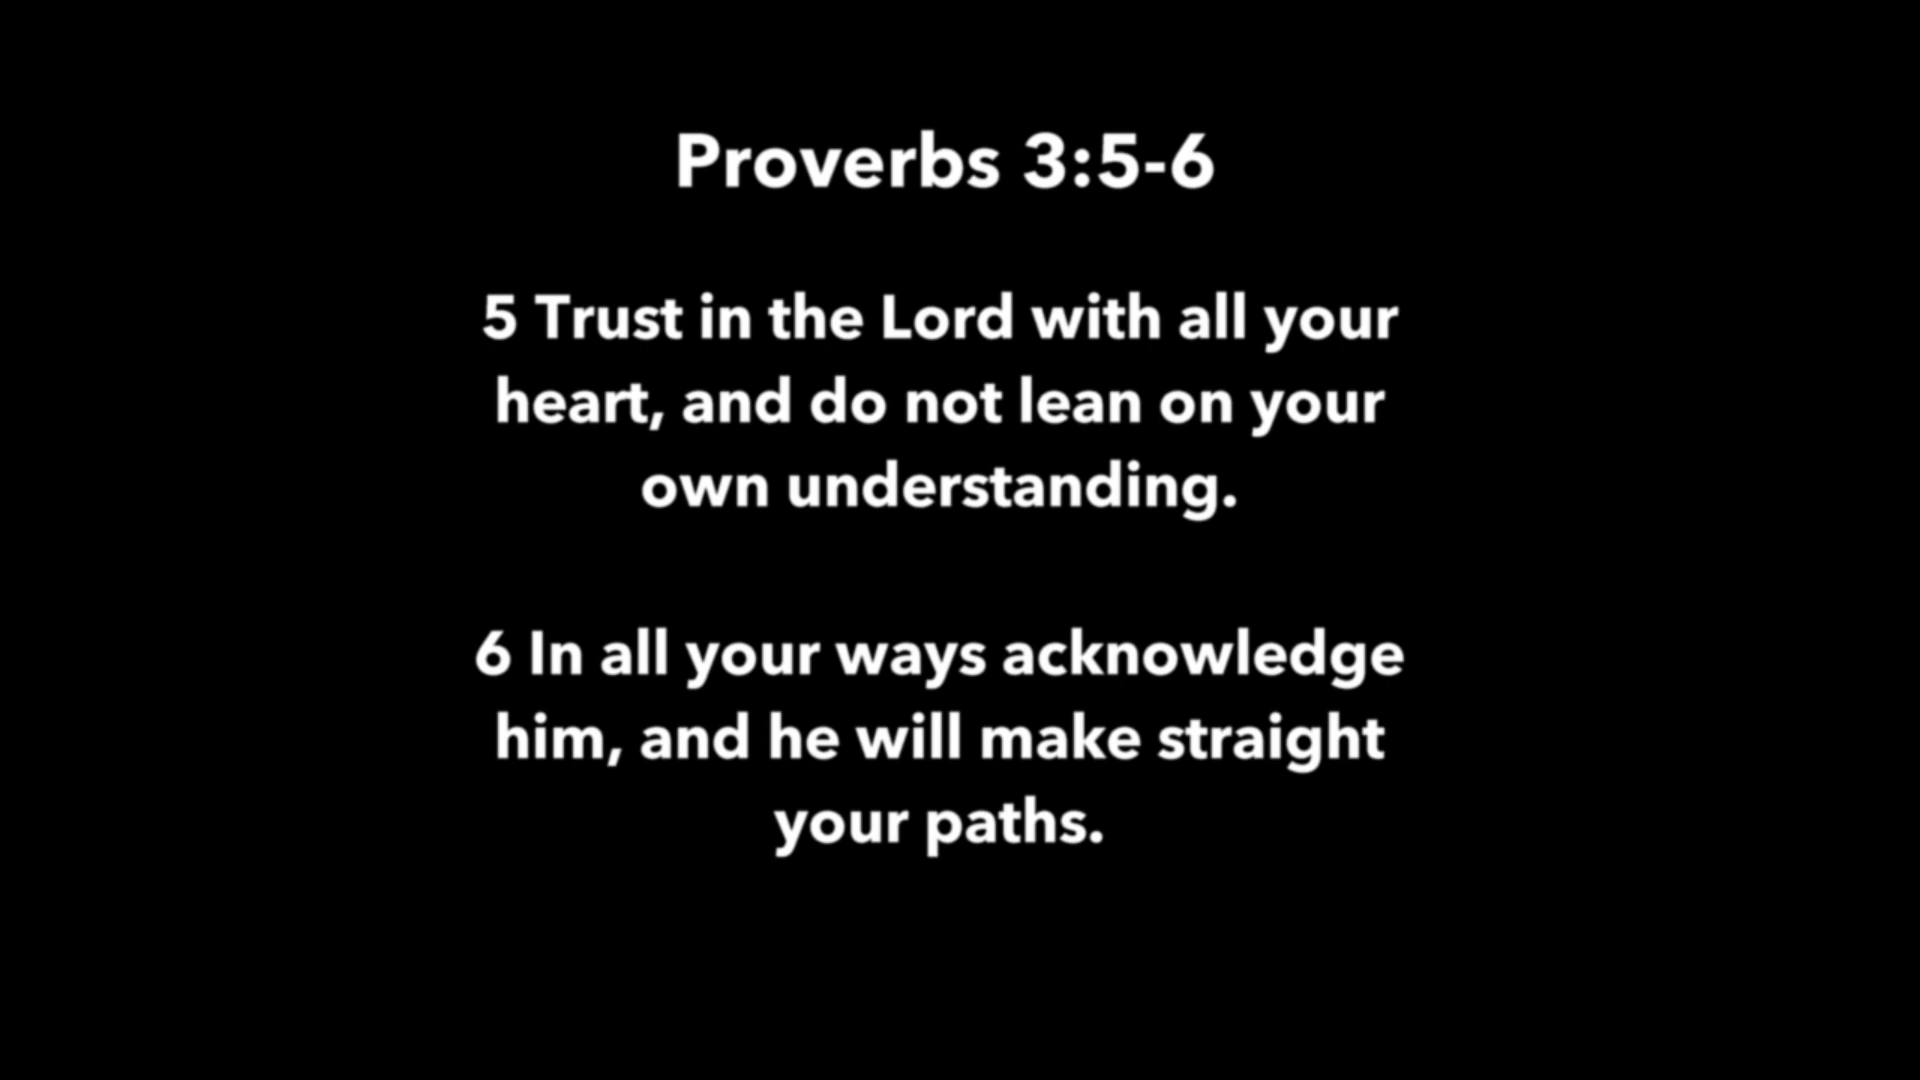 Proverbs 3:5-6
5 Trust in the Lord with all your
heart, and do not lean on your
own understanding.
6 In all your ways acknowledge
him, and he will make straight
your paths.